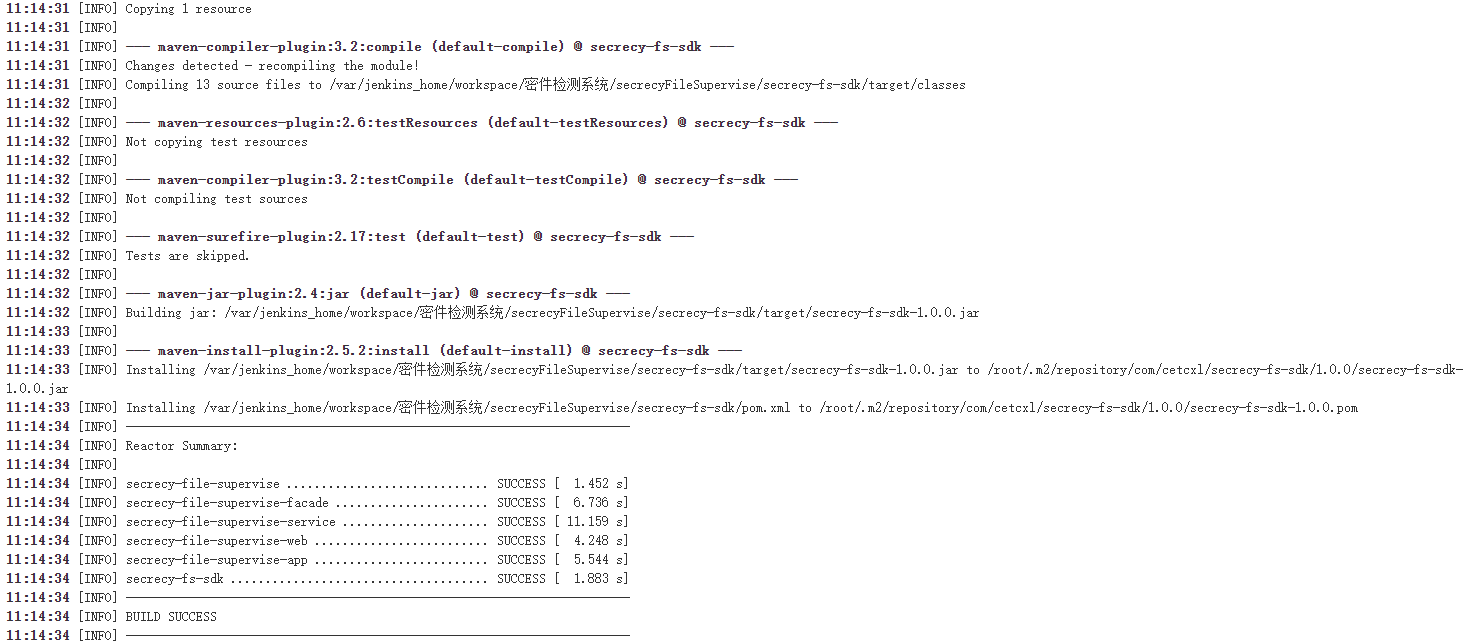 11:14:31 [INFO] Copying 1 resource
11:14:31 [INFO]
11:14:31 [INFO] --- maven-compiler-plugin:3.2:compile (default-compile) @ secrecy-fs-sdk ---
11:14:31 [INFO] Changes detected - recompiling the module!
11:14:31 [INFO] Compiling 13 source files to /var/jenkins_home/workspace/密件检测系统/secrecyFileSupervise/secrecy-fs-sdk/target/classes
11:14:32 [INFO]
11:14:32 [INFO] --- maven-resources-plugin:2.6:testResources (default-testResources) @ secrecy-fs-sdk ---
11:14:32 [INFO] Not copying test resources
11:14:32 [INFO]
11:14:32 [INFO] --- maven-compiler-plugin:3.2:testCompile (default-testCompile) @ secrecy-fs-sdk ---
11:14:32 [INFO] Not compiling test sources
11:14:32 [INFO]
11:14:32 [INFO] --- maven-surefire-plugin:2.17:test (default-test) @ secrecy-fs-sdk ---
11:14:32 [INFO] Tests are skipped.
11:14:32 [INFO]
11:14:32 [INFO] --- maven-jar-plugin:2.4:jar (default-jar) @ secrecy-fs-sdk ---
11:14:32 [INFO] Building jar: /var/jenkins_home/workspace/密件检测系统/secrecyFileSupervise/secrecy-fs-sdk/target/secrecy-fs-sdk-1.0.0.jar
11:14:33 [INFO]
11:14:33 [INFO] --- maven-install-plugin:2.5.2:install (default-install) @ secrecy-fs-sdk ---
11:14:33 [INFO] Installing /var/jenkins_home/workspace/密件检测系统/secrecyFileSupervise/secrecy-fs-sdk/target/secrecy-fs-sdk-1.0.0.jar to /root/.m2/repository/com/cetcxl/secrecy-fs-sdk/1.0.0/secrecy-fs-sdk-
1.0.0.jar
11:14:33 [INFO] Installing /var/jenkins_home/workspace/密件检测系统/secrecyFileSupervise/secrecy-fs-sdk/pom.xml to /root/.m2/repository/com/cetcxl/secrecy-fs-sdk/1.0.0/secrecy-fs-sdk-1.0.0.pom
11:14:34 [INFO] ------------------------------------------------------------------------
11:14:34 [INFO] Reactor Summary:
11:14:34 [INFO]
11:14:34 [INFO] secrecy-file-supervise ............................. SUCCESS [  1.452 s]
11:14:34 [INFO] secrecy-file-supervise-facade ...................... SUCCESS [  6.736 s]
11:14:34 [INFO] secrecy-file-supervise-service ..................... SUCCESS [ 11.159 s]
11:14:34 [INFO] secrecy-file-supervise-web ......................... SUCCESS [  4.248 s]
11:14:34 [INFO] secrecy-file-supervise-app ......................... SUCCESS [  5.544 s]
11:14:34 [INFO] secrecy-fs-sdk ..................................... SUCCESS [  1.883 s]
11:14:34 [INFO] ------------------------------------------------------------------------
11:14:34 [INFO] BUILD SUCCESS
11:14:34 [INFO] ------------------------------------------------------------------------